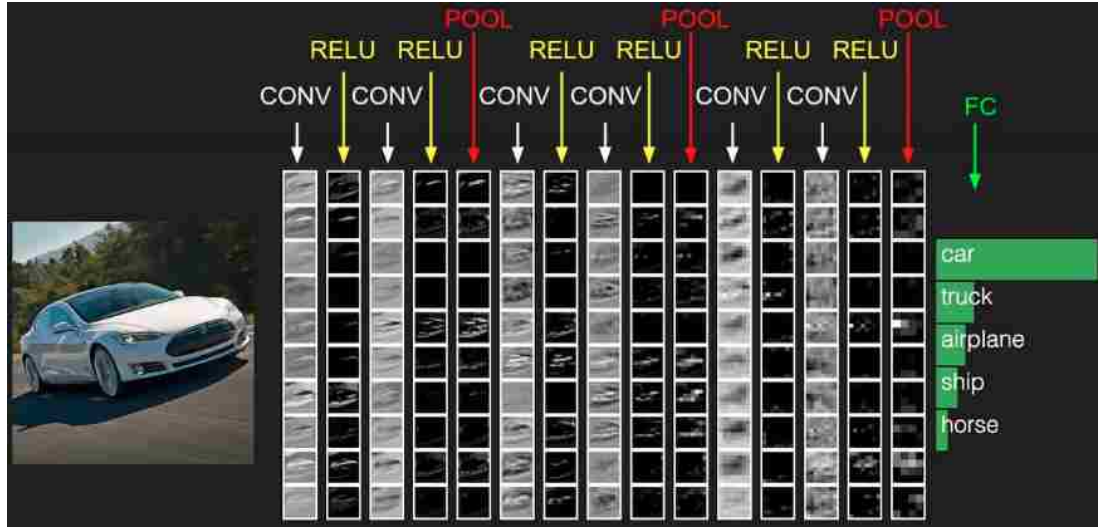 POOL POOL POOL
RELU RELU RELU RELU RELU RELU
CONV CONV CONV CONV CONV CONV
FC
car
truck
airplane
ship
horse